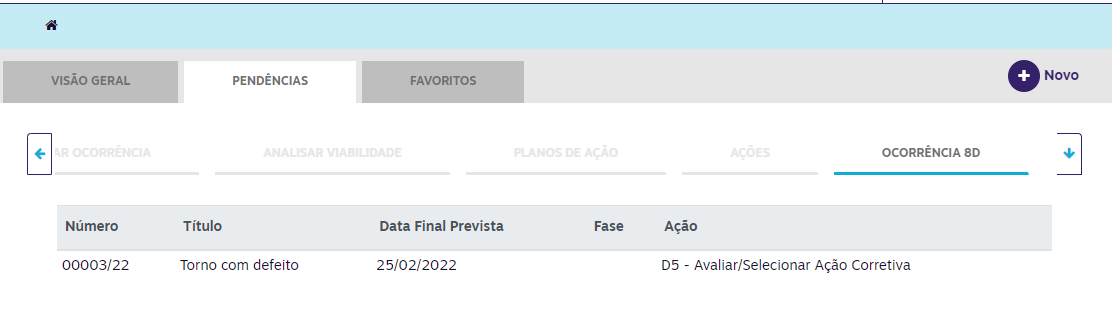 VISÃO GERAL PENDÊNCIAS FAVORITOS Novo
AR OCORRÊNCIA ANALISAR VIABILIDADE PLANOS DE AÇÃO AÇÕES OCORRÊNCIA 8D
Número Título Data Final Prevista Fase Ação
00003/22 Torno com defeito 25/02/2022 D5 - Avaliar/Selecionar Ação Corretiva